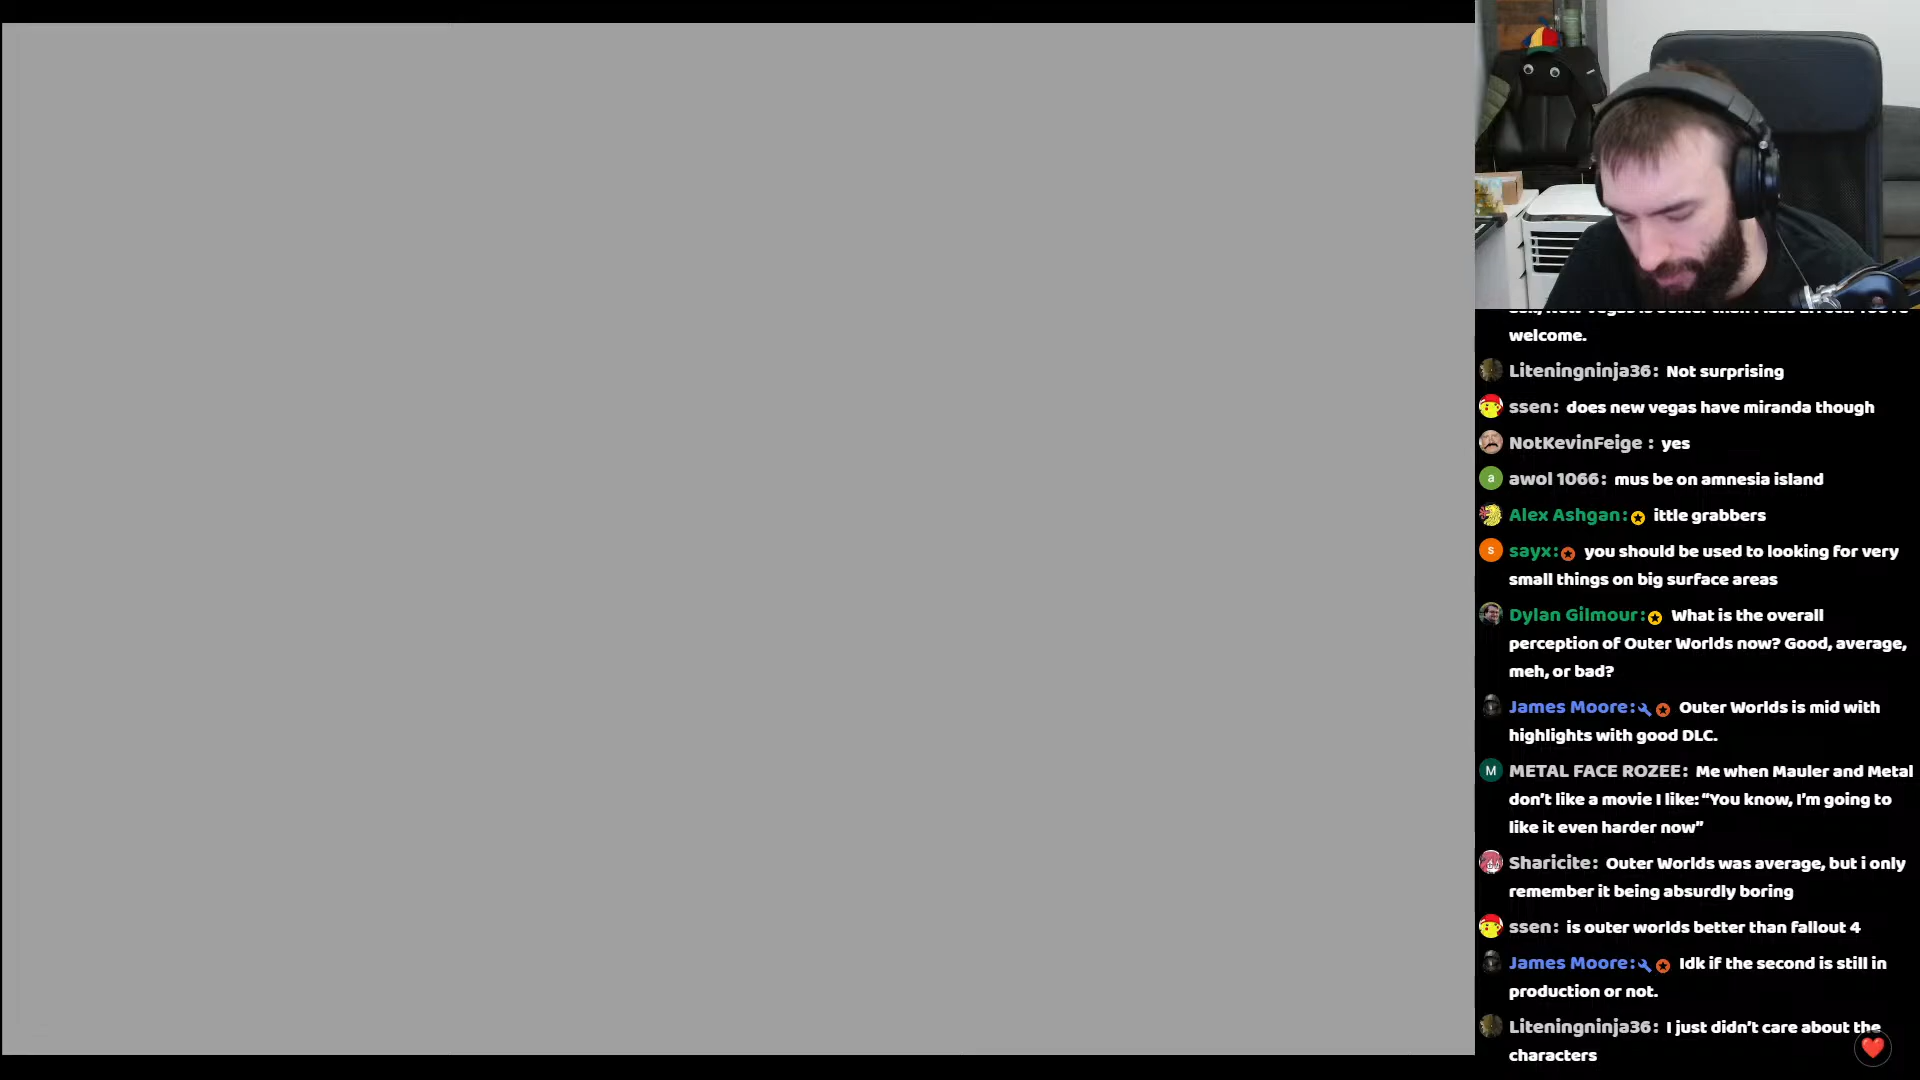 welcome.
Liteningninja36: Not surprising
ssen: does new vegas have miranda though
NotKevinFeige : yes
a awol 1066: mus be on amnesia island
Alex Ashgan: ittle grabbers
s sayx: you should be used to looking for very
small things on big surface areas
Dylan Gilmour: What is the overall
perception of Outer Worlds now? Good, average,
meh, or bad?
James Moore: Outer Worlds is mid with
highlights with good DLC.
M METAL FACE ROZEE: Me when Mauler and Metal
don’t like a movie I like: “You know, I’m going to
like it even harder now”
Sharicite: Outer Worlds was average, but i only
remember it being absurdly boring
ssen: is outer worlds better than fallout 4
James Moore: Idk if the second is still in
production or not.
Liteningninja36: I just didn’t care about the
characters